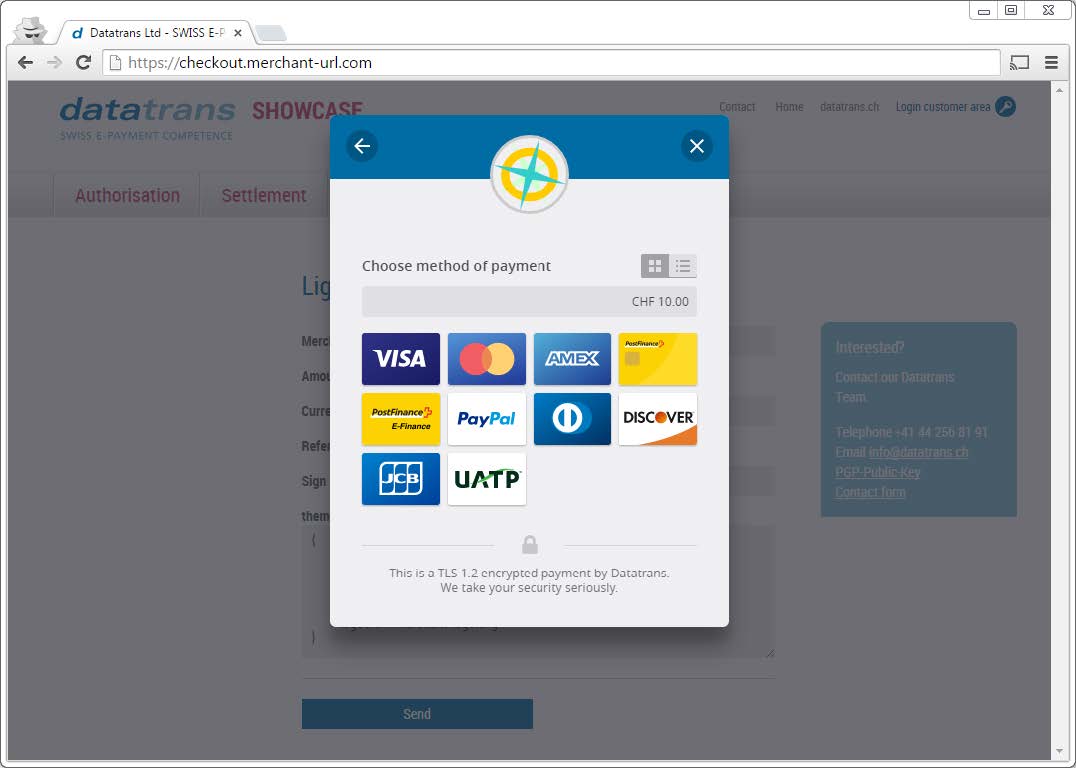 Datatrans Ltd - SWISS E-P
https://checkout.merchant-url.com
datatrans SHOWCASE
SWISS E-PAYMENT COMPETENCE
Contact Home datatrans.ch Login customer area
Authorisation Settlement
Choose method of payment
CHF 10.00
VISA
AMEX
PostFinance
PostFinance
E-Finance
PayPal
DISCOVER
JCB
UATP
This is a TLS 1.2 encrypted payment by Datatrans.
We take your security seriously.
Lig
Merc
Amou
Curre
Refer
Sign
them
{
}
Send
Interested?
Contact our Datatrans
Team.
Telephone +41 44 256 81 91
Email info@datatrans.ch
PGP-Public-Key
Contact form